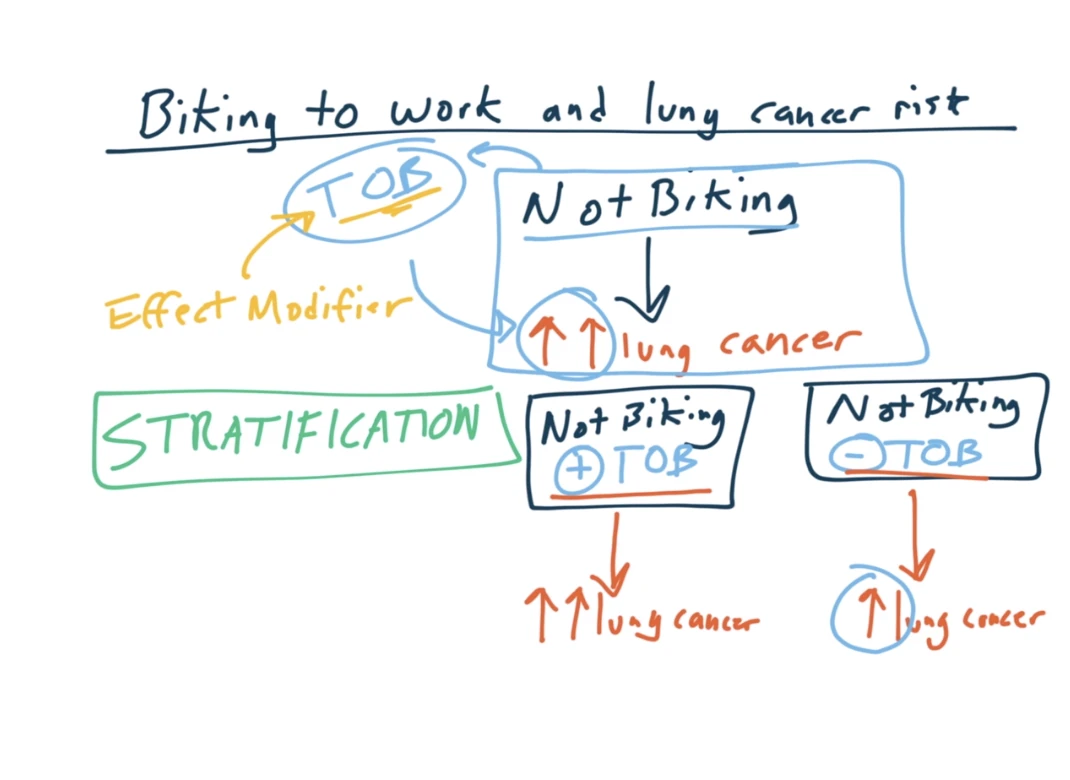 Biking to work and lung cancer risk
TOB
Not Biking
Effect Modifier
↑ ↑ lung cancer
STRATIFICATION
Not Biking
+ TOB
Not Biking
- TOB
↑ ↑ lung cancer
↑ lung cancer